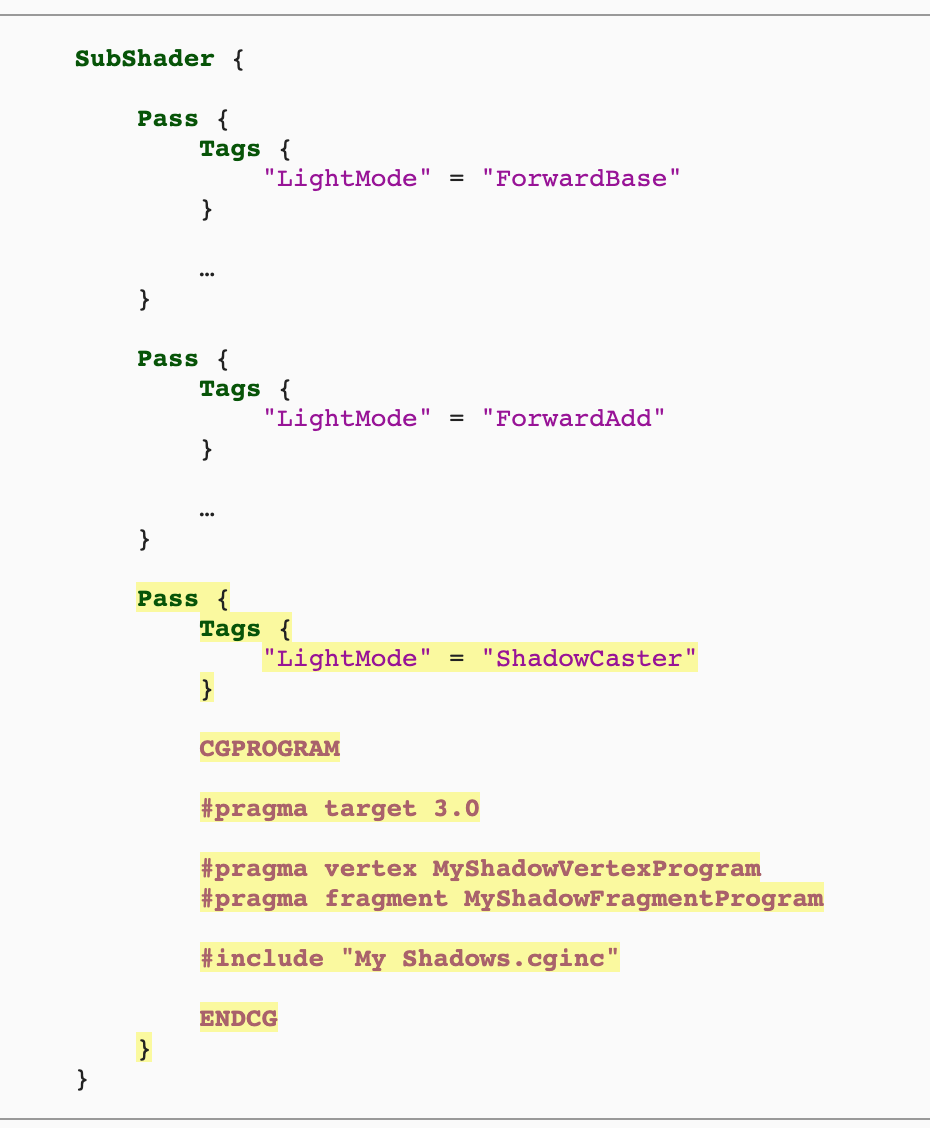 SubShader {
Pass {
Tags {
"LightMode" = "ForwardBase"
}
…
}
Pass {
Tags {
"LightMode" = "ForwardAdd"
}
…
}
Pass {
Tags {
"LightMode" = "ShadowCaster"
}
CGPROGRAM
#pragma target 3.0
#pragma vertex MyShadowVertexProgram
#pragma fragment MyShadowFragmentProgram
#include "My Shadows.cginc"
ENDCG
}
}